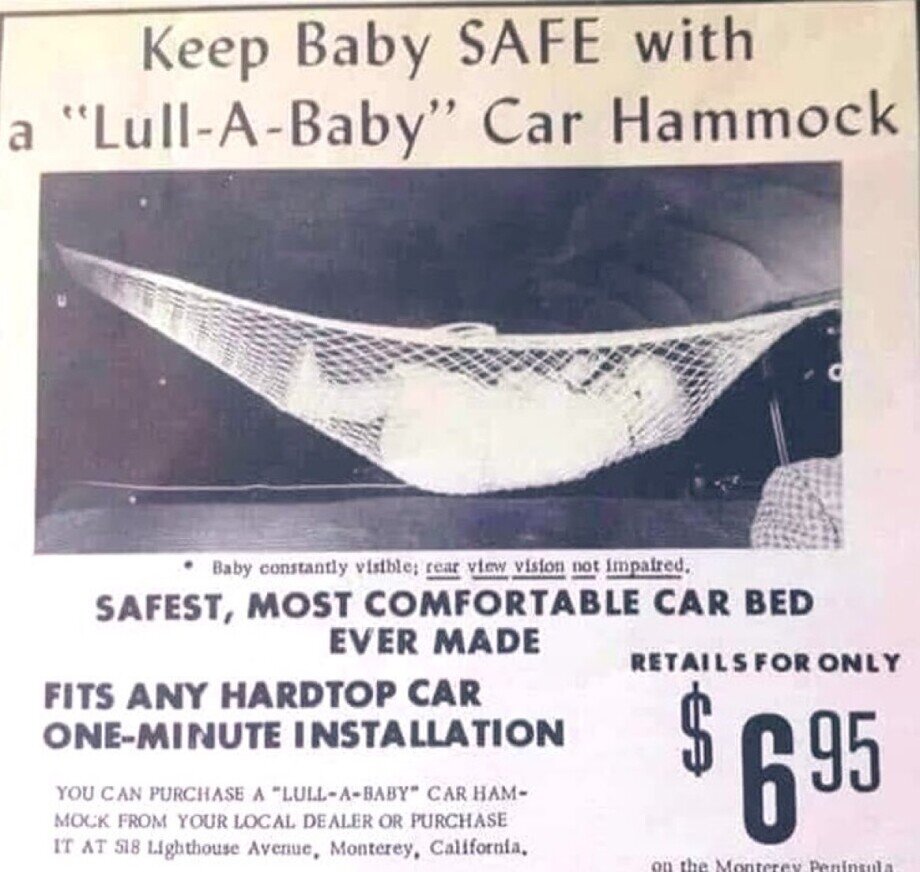 Keep Baby SAFE with
a "Lull-A-Baby" Car Hammock
* Baby constantly visible; rear view vision not impaired.
SAFEST, MOST COMFORTABLE CAR BED
EVER MADE
RETAILS FOR ONLY
$6.95
FITS ANY HARDTOP CAR
ONE-MINUTE INSTALLATION
YOU CAN PURCHASE A "LULL-A-BABY" CAR HAM-
MOCK FROM YOUR LOCAL DEALER OR PURCHASE
IT AT 518 Lighthouse Avenue, Monterey, California.
on the Monterey Peninsula